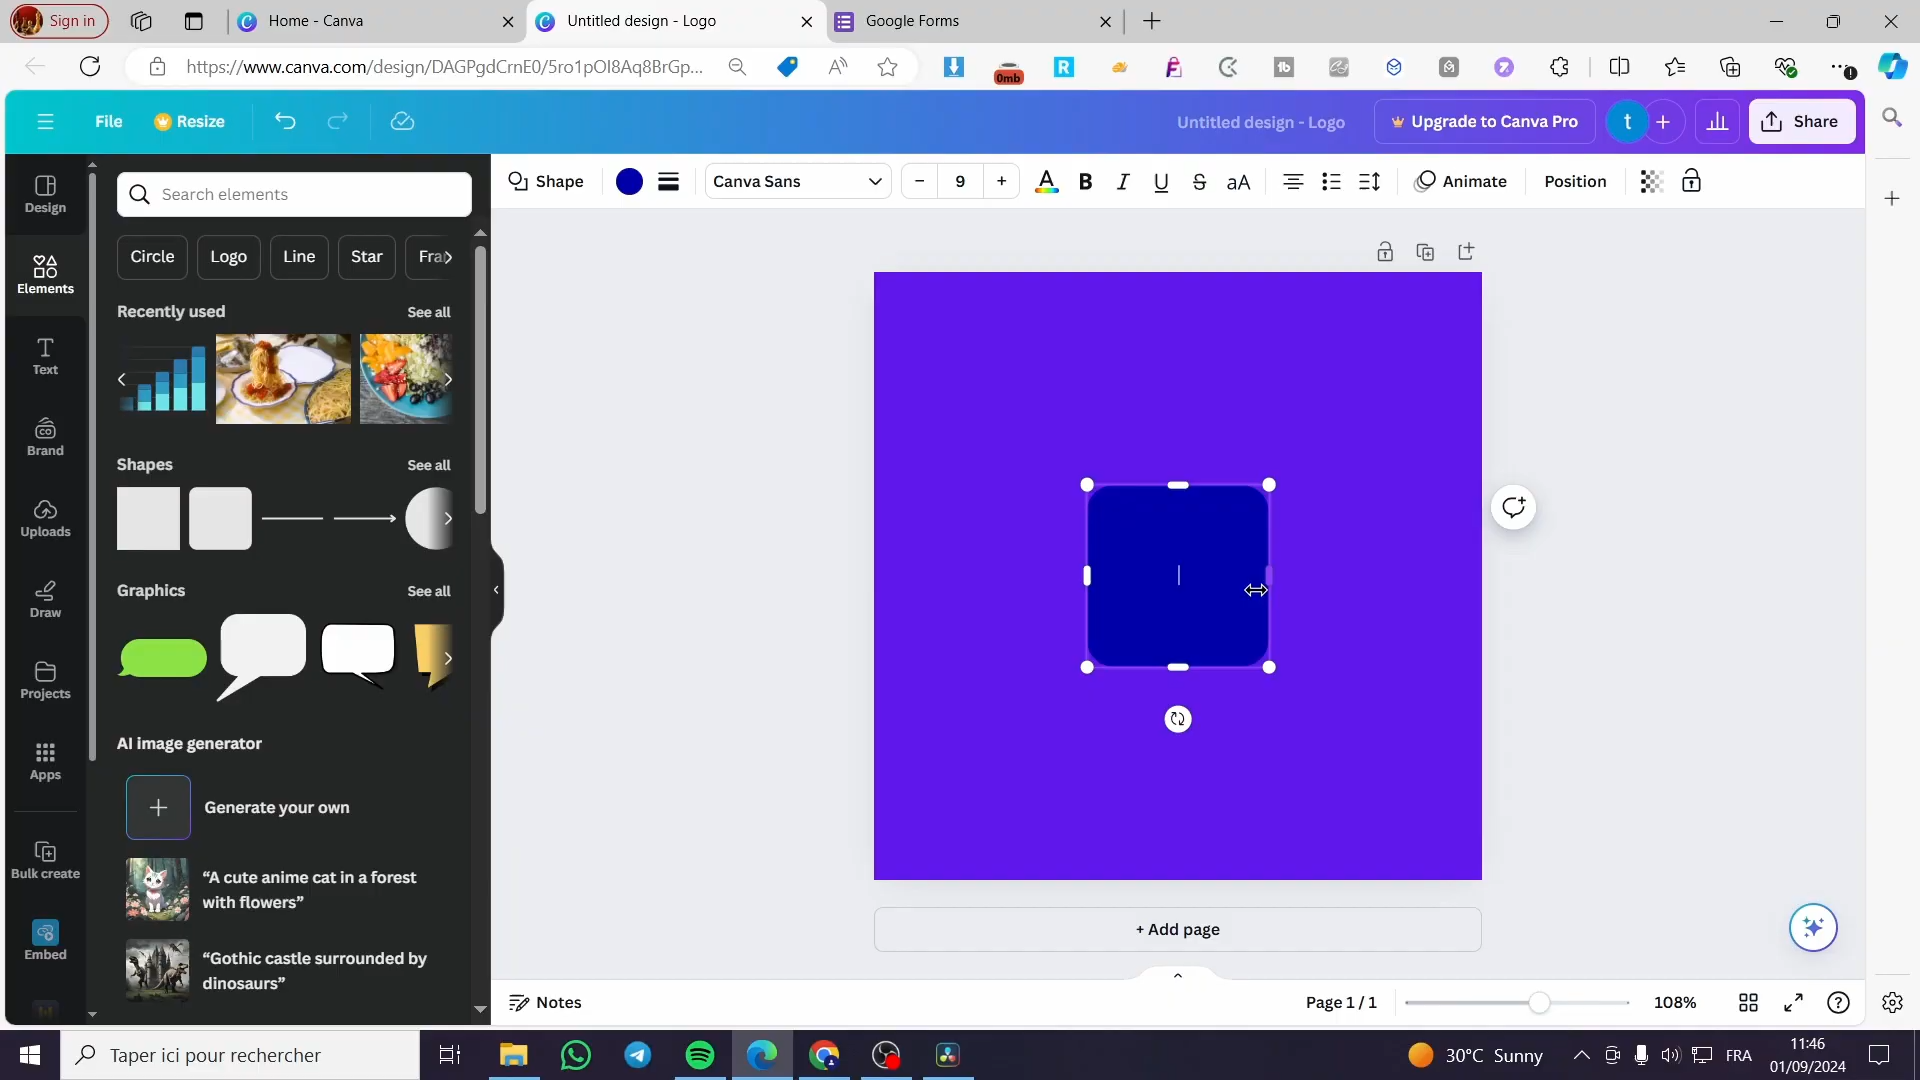 Sign in
Home - Canva
Untitled design - Logo
Google Forms
https://www.canva.com/design/DAGPgdCrnE0/5ro1pOI8Aq8BrGp...
0mb
File
Resize
Untitled design - Logo
Upgrade to Canva Pro
t
Share
Design
Elements
Text
Brand
Uploads
Draw
Projects
Apps
Bulk create
Embed
Search elements
Circle
Logo
Line
Star
Fra
Recently used
See all
Shapes
See all
Graphics
See all
AI image generator
Generate your own
“A cute anime cat in a forest
with flowers”
“Gothic castle surrounded by
dinosaurs”
Shape
Canva Sans
9
A
B
I
U
S
aA
Animate
Position
+ Add page
Notes
Page 1 / 1
108%
Taper ici pour rechercher
30°C Sunny
FRA
11:46
01/09/2024